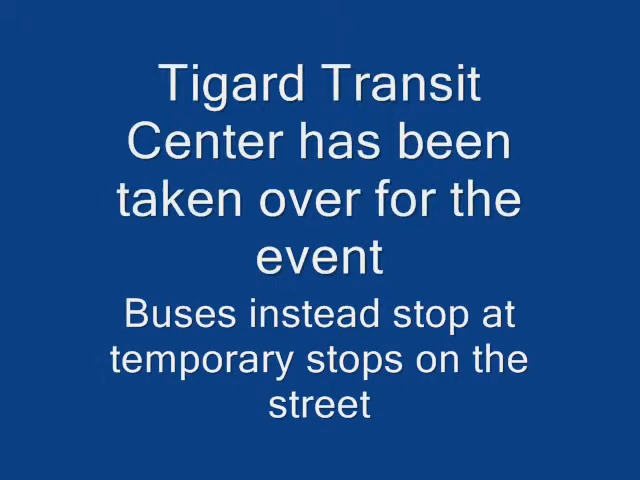 Tigard Transit
Center has been
taken over for the
event
Buses instead stop at
temporary stops on the
street